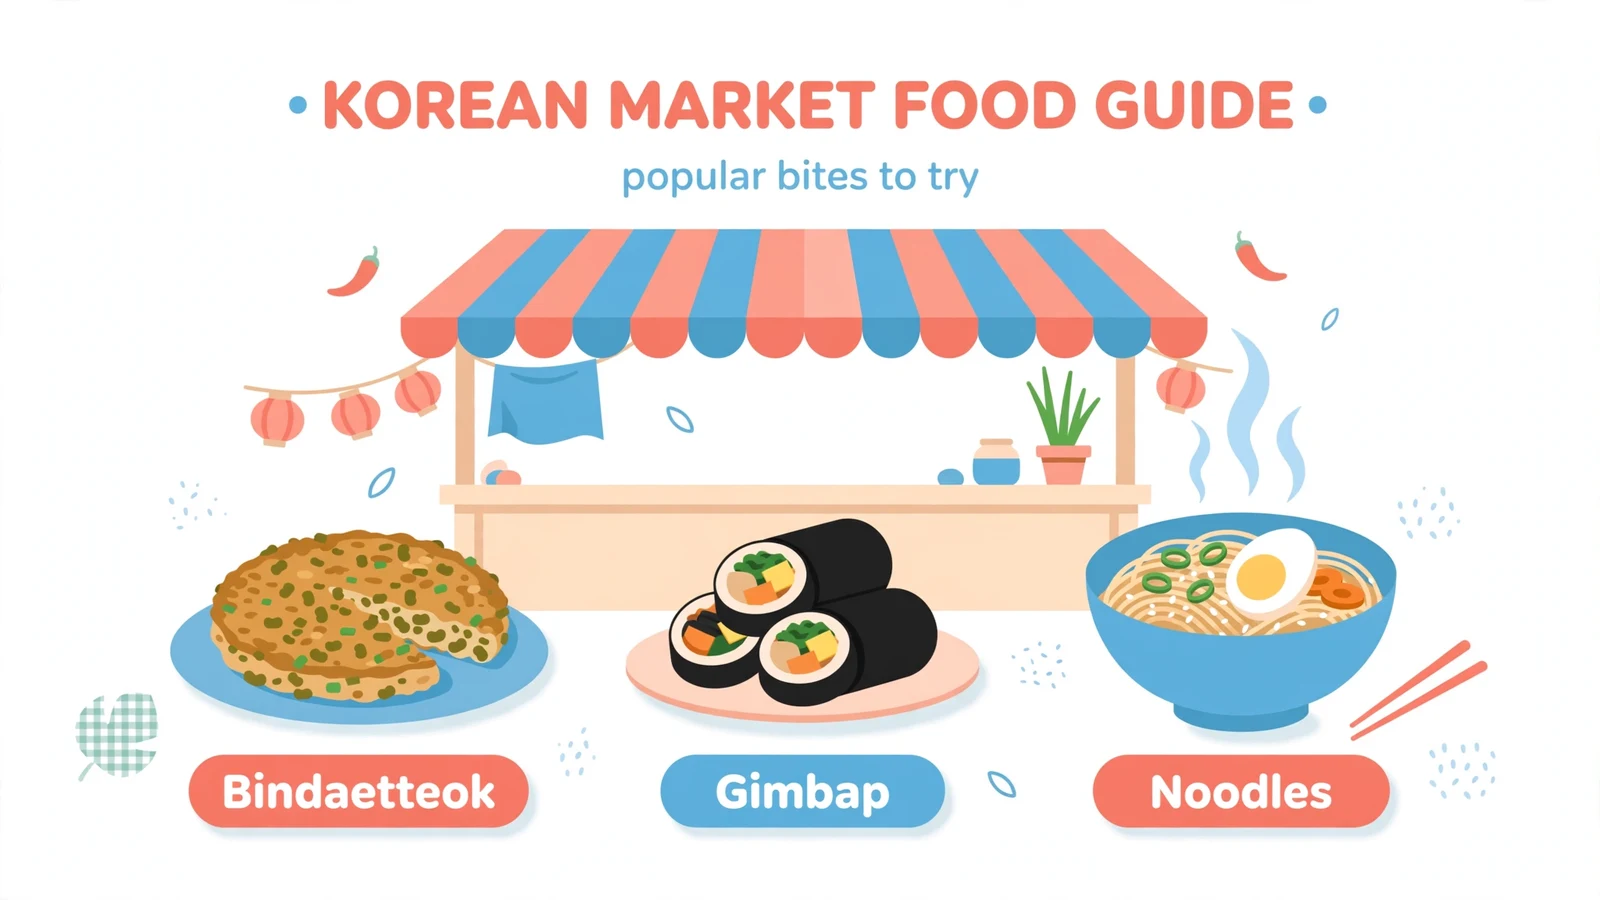 • KOREAN MARKET FOOD GUIDE •
popular bites to try
Bindaetteok
Gimbap
Noodles